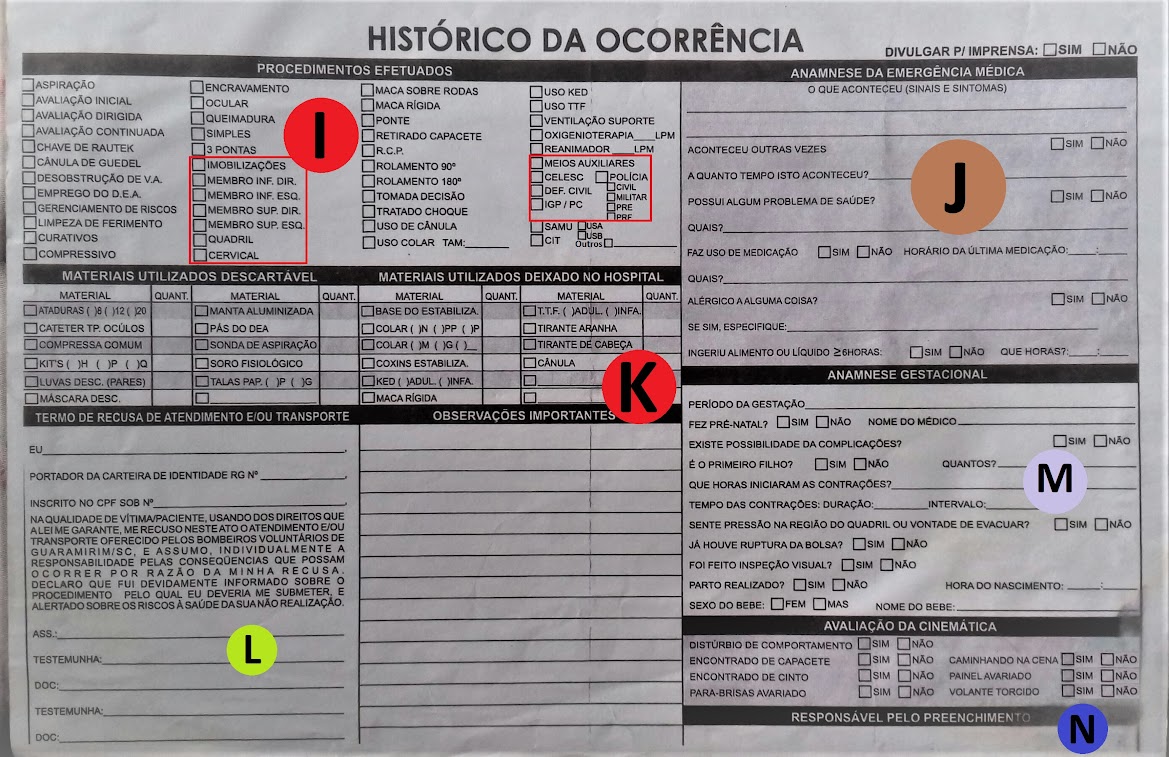 HISTÓRICO DA OCORRÊNCIA
DIVULGAR P/ IMPRENSA: SIM NÃO
PROCEDIMENTOS EFETUADOS
ASPIRAÇÃO
AVALIAÇÃO INICIAL
AVALIAÇÃO DIRIGIDA
AVALIAÇÃO CONTINUADA
CHAVE DE RAUTEK
CÂNULA DE GUEDEL
DESOBSTRUÇÃO DE V.A.
EMPREGO DO D.E.A.
GERENCIAMENTO DE RISCOS
LIMPEZA DE FERIMENTO
CURATIVOS
COMPRESSIVO
ENCRAVAMENTO
OCULAR
QUEIMADURA
SIMPLES
3 PONTAS
IMOBILIZAÇÕES
MEMBRO INF. DIR.
MEMBRO INF. ESQ.
MEMBRO SUP. DIR.
MEMBRO SUP. ESQ.
QUADRIL
CERVICAL
I
MACA SOBRE RODAS
MACA RÍGIDA
PONTE
RETIRADO CAPACETE
R.C.P.
ROLAMENTO 90º
ROLAMENTO 180º
TOMADA DECISÃO
TRATADO CHOQUE
USO DE CÂNULA
USO COLAR TAM:
USO KED
USO TTF
VENTILAÇÃO SUPORTE
OXIGENIOTERAPIA LPM
REANIMADOR LPM
MEIOS AUXILIARES
CELESC POLÍCIA
DEF. CIVIL CIVIL
MILITAR
IGP / PC PRE
PRF
SAMU USA
USB
CIT Outros
MATERIAIS UTILIZADOS DESCARTÁVEL
MATERIAL QUANT. MATERIAL QUANT.
ATADURAS ( )8 ( )12 ( )20 MANTA ALUMINIZADA
CATETER TP. OCÚLOS PÁS DO DEA
COMPRESSA COMUM SONDA DE ASPIRAÇÃO
KIT'S ( )H ( )P ( )Q SORO FISIOLÓGICO
LUVAS DESC. (PARES) TALAS PAP. ( )P ( )G
MÁSCARA DESC.
MATERIAIS UTILIZADOS DEIXADO NO HOSPITAL
MATERIAL QUANT. MATERIAL QUANT.
BASE DO ESTABILIZA. T.T.F. ( )ADUL. ( )INFA.
COLAR ( )N ( )PP ( )P TIRANTE ARANHA
COLAR ( )M ( )G ( ) TIRANTE DE CABEÇA
COXINS ESTABILIZA. CÂNULA
KED ( )ADUL. ( )INFA.
MACA RÍGIDA
K
TERMO DE RECUSA DE ATENDIMENTO E/OU TRANSPORTE
EU ,
PORTADOR DA CARTEIRA DE IDENTIDADE RG Nº ,
INSCRITO NO CPF SOB Nº
NA QUALIDADE DE VÍTIMA/PACIENTE, USANDO DOS DIREITOS QUE
A LEI ME GARANTE, ME RECUSO NESTE ATO O ATENDIMENTO E/OU
TRANSPORTE OFERECIDO PELOS BOMBEIROS VOLUNTÁRIOS DE
GUARAMIRIM/SC, E ASSUMO, INDIVIDUALMENTE A
RESPONSABILIDADE PELAS CONSEQÜENCIAS QUE POSSAM
OCORRER POR RAZÃO DA MINHA RECUSA.
DECLARO QUE FUI DEVIDAMENTE INFORMADO SOBRE O
PROCEDIMENTO PELO QUAL EU DEVERIA ME SUBMETER, E
ALERTADO SOBRE OS RISCOS À SAÚDE DA SUA NÃO REALIZAÇÃO.
ASS.:
L
TESTEMUNHA:
DOC:
TESTEMUNHA:
DOC:
OBSERVAÇÕES IMPORTANTES
ANAMNESE DA EMERGÊNCIA MÉDICA
O QUE ACONTECEU (SINAIS E SINTOMAS)
ACONTECEU OUTRAS VEZES SIM NÃO
A QUANTO TEMPO ISTO ACONTECEU?
J
POSSUI ALGUM PROBLEMA DE SAÚDE? SIM NÃO
QUAIS?
FAZ USO DE MEDICAÇÃO SIM NÃO HORÁRIO DA ÚLTIMA MEDICAÇÃO: :
QUAIS?
ALÉRGICO A ALGUMA COISA? SIM NÃO
SE SIM, ESPECIFIQUE:
INGERIU ALIMENTO OU LÍQUIDO ≥6HORAS: SIM NÃO QUE HORAS?: :
ANAMNESE GESTACIONAL
PERÍODO DA GESTAÇÃO
FEZ PRÉ-NATAL? SIM NÃO NOME DO MÉDICO
EXISTE POSSIBILIDADE DA COMPLICAÇÕES? SIM NÃO
É O PRIMEIRO FILHO? SIM NÃO QUANTOS?
QUE HORAS INICIARAM AS CONTRAÇÕES?
M
TEMPO DAS CONTRAÇÕES: DURAÇÃO: INTERVALO:
SENTE PRESSÃO NA REGIÃO DO QUADRIL OU VONTADE DE EVACUAR? SIM NÃO
JÁ HOUVE RUPTURA DA BOLSA? SIM NÃO
FOI FEITO INSPEÇÃO VISUAL? SIM NÃO
PARTO REALIZADO? SIM NÃO HORA DO NASCIMENTO: :
SEXO DO BEBE: FEM MAS NOME DO BEBE:
AVALIAÇÃO DA CINEMÁTICA
DISTÚRBIO DE COMPORTAMENTO SIM NÃO
ENCONTRADO DE CAPACETE SIM NÃO CAMINHANDO NA CENA SIM NÃO
ENCONTRADO DE CINTO SIM NÃO PAINEL AVARIADO SIM NÃO
PARA-BRISAS AVARIADO SIM NÃO VOLANTE TORCIDO SIM NÃO
RESPONSÁVEL PELO PREENCHIMENTO
N